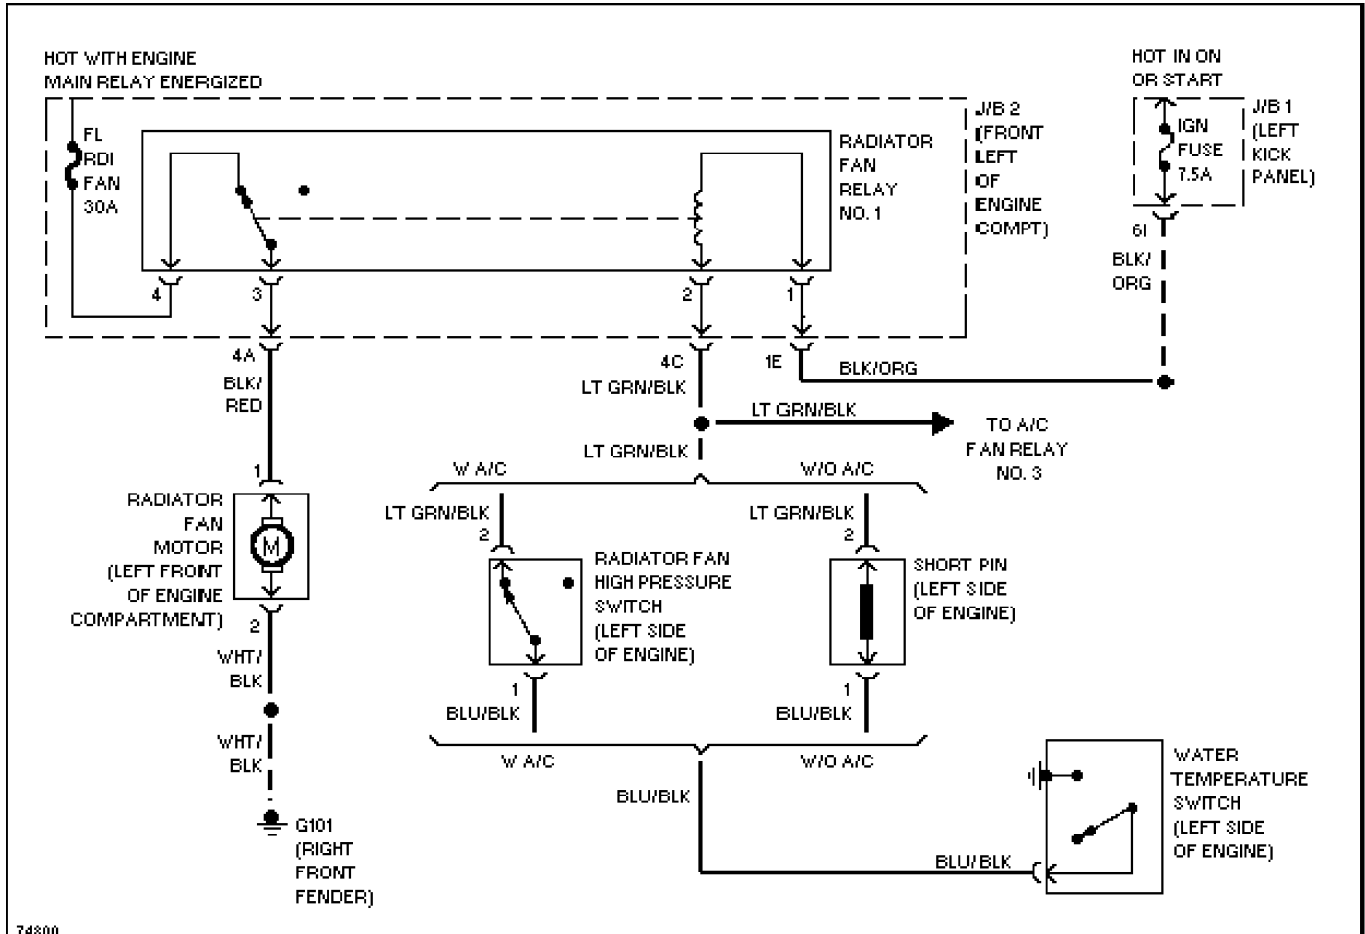 HOT WITH ENGINE
MAIN RELAY ENERGIZED
HOT IN ON
OR START
FL
RDI
FAN
30A
RADIATOR
FAN
RELAY
NO. 1
J/B 2
(FRONT
LEFT
OF
ENGINE
COMPT)
IGN
FUSE
7.5A
J/B 1
(LEFT
KICK
PANEL)
4
3
2
1
6I
BLK/
ORG
4A
BLK/
RED
4C
LT GRN/BLK
1E
BLK/ORG
LT GRN/BLK
TO A/C
FAN RELAY
NO. 3
LT GRN/BLK
W A/C
W/O A/C
1
RADIATOR
FAN
MOTOR
(LEFT FRONT
OF ENGINE
COMPARTMENT)
M
2
LT GRN/BLK
2
RADIATOR FAN
HIGH PRESSURE
SWITCH
(LEFT SIDE
OF ENGINE)
LT GRN/BLK
2
SHORT PIN
(LEFT SIDE
OF ENGINE)
WHT/
BLK
1
BLU/BLK
1
BLU/BLK
WHT/
BLK
W A/C
W/O A/C
BLU/BLK
WATER
TEMPERATURE
SWITCH
(LEFT SIDE
OF ENGINE)
G101
(RIGHT
FRONT
FENDER)
BLU/BLK